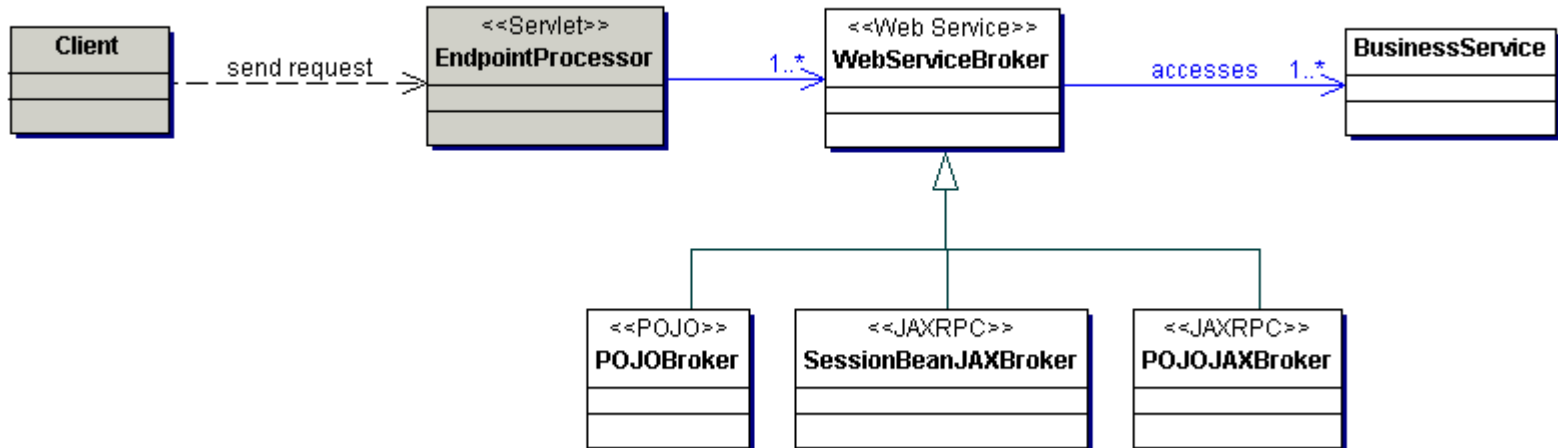 Client
send request
<<Servlet>>
EndpointProcessor
1..*
<<Web Service>>
WebServiceBroker
accesses
1..*
BusinessService
<<POJO>>
POJOBroker
<<JAXRPC>>
SessionBeanJAXBroker
<<JAXRPC>>
POJOJAXBroker